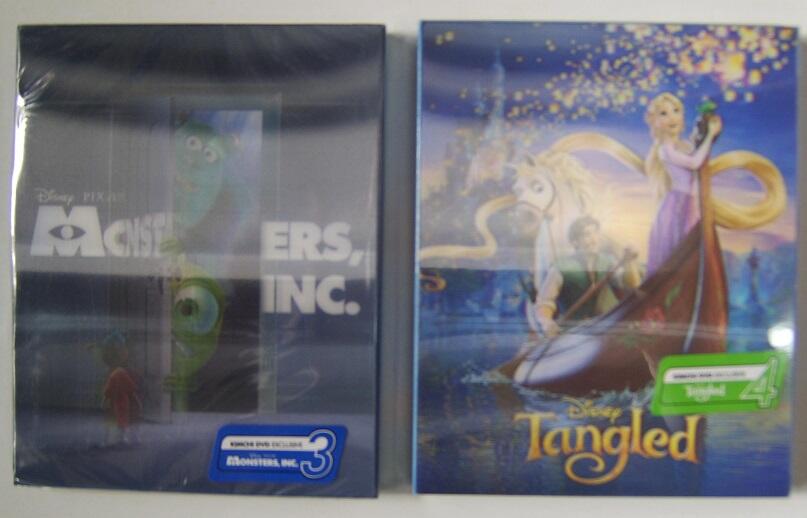 Disney PIXAR
MONSTERS,
INC.
KIMCHI DVD EXCLUSIVE
MONSTERS, INC.
3
KIMCHI DVD EXCLUSIVE
Tangled
4
Disney
Tangled